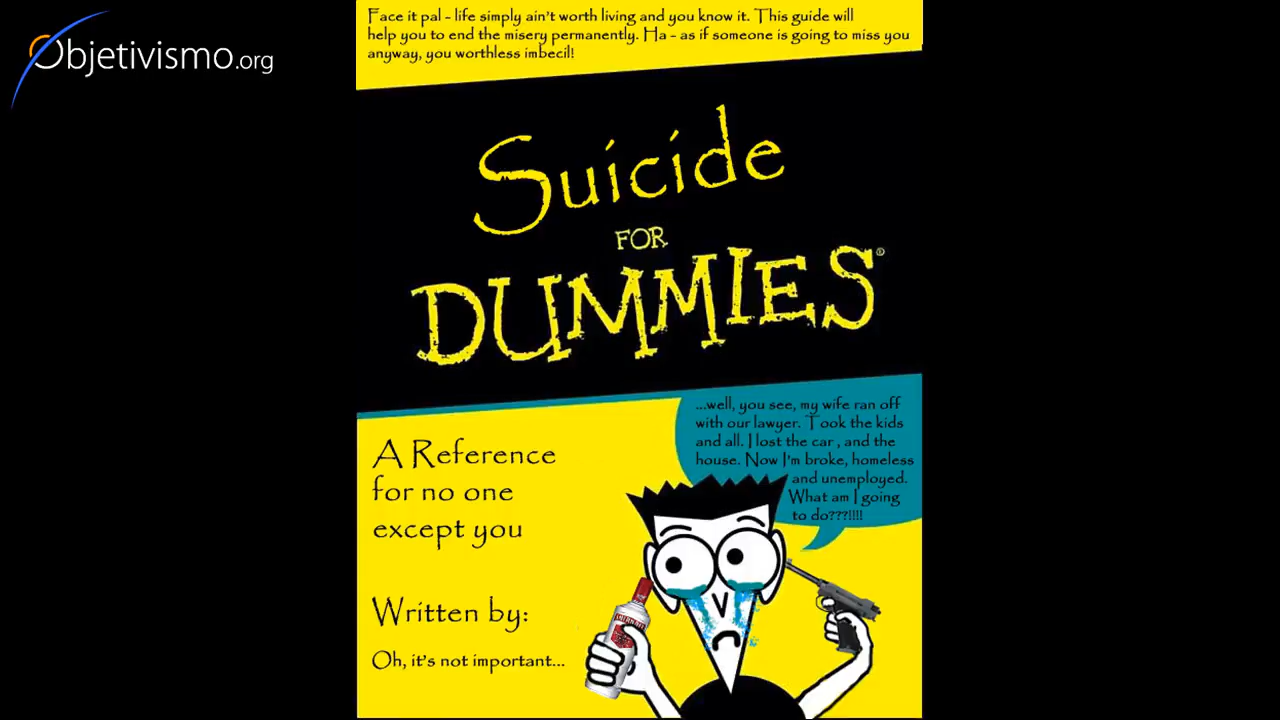 Objetivismo.org
Face it pal - life simply ain't worth living and you know it. This guide will
help you to end the misery permanently. Ha - as if someone is going to miss you
anyway, you worthless imbecil!
Suicide
FOR
DUMMIES®
...well, you see, my wife ran off
with our lawyer. Took the kids
and all. I lost the car , and the
house. Now I'm broke, homeless
and unemployed.
What am I going
to do???!!!!
A Reference
for no one
except you
Written by:
Oh, it's not important...